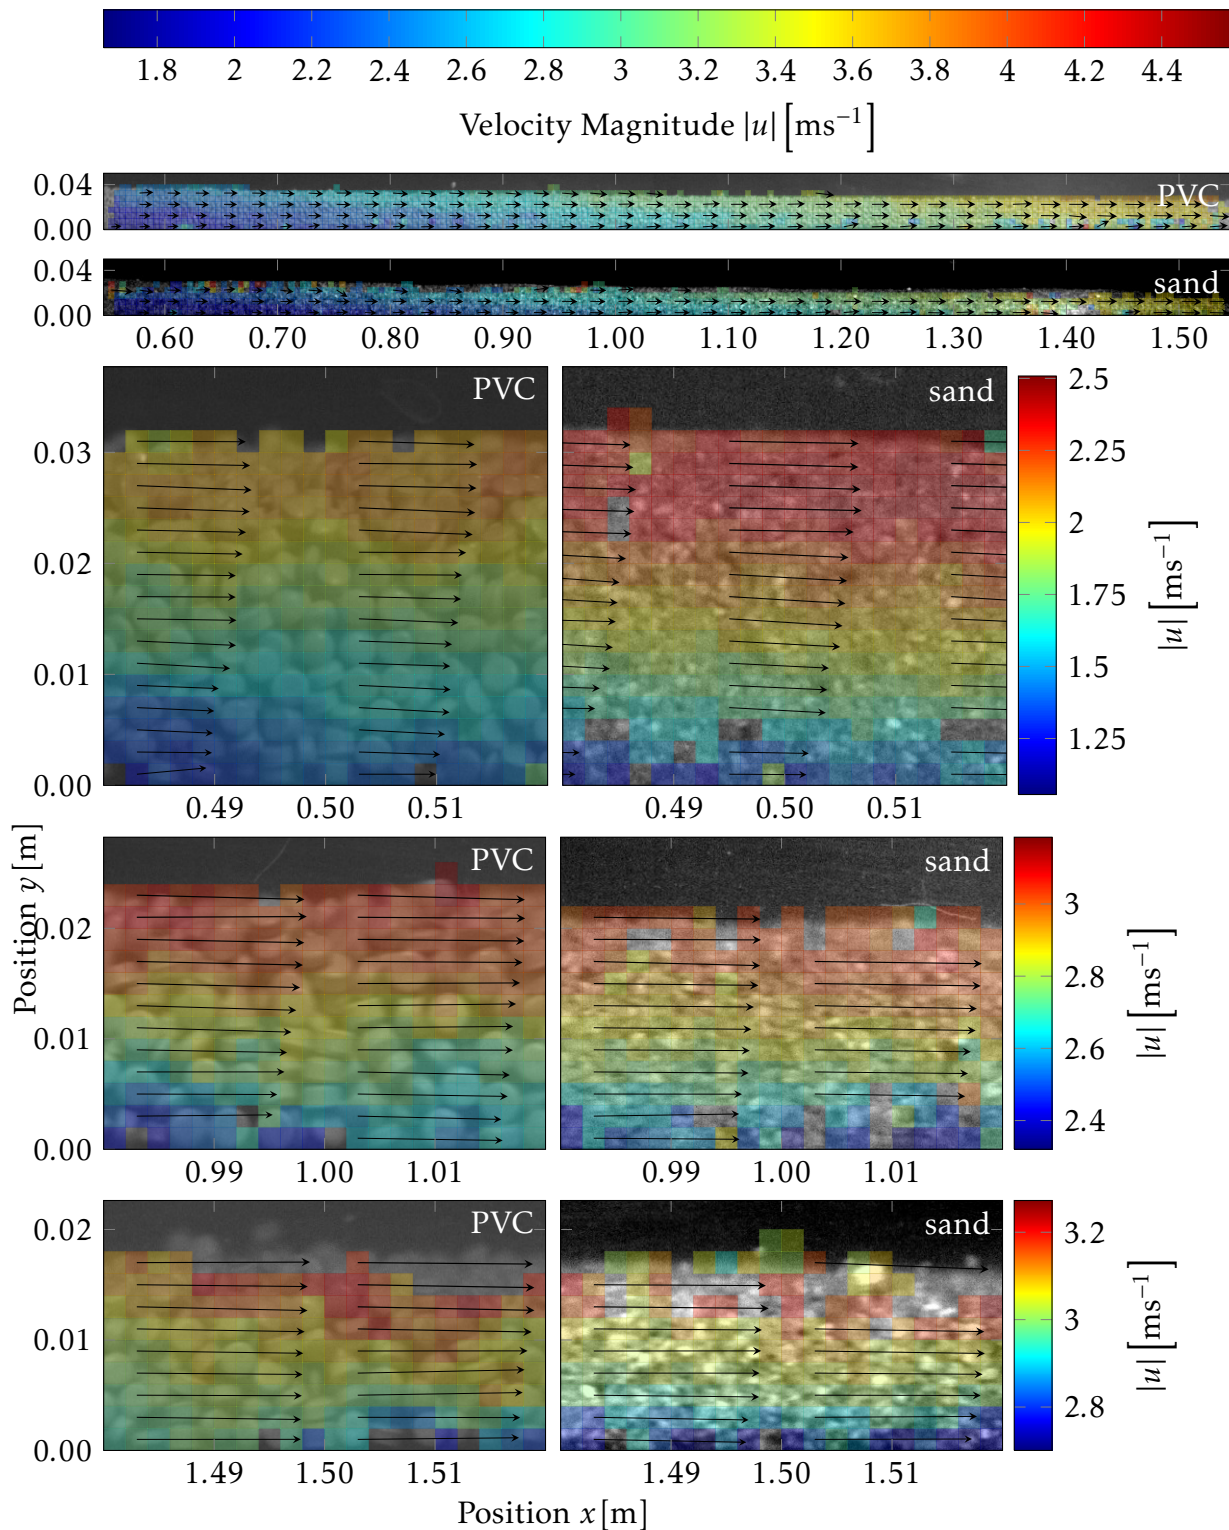 1.8 2 2.2 2.4 2.6 2.8 3 3.2 3.4 3.6 3.8 4 4.2 4.4
Velocity Magnitude |u| [ms⁻¹]
0.04
PVC
0.00
0.04
sand
0.00
0.60 0.70 0.80 0.90 1.00 1.10 1.20 1.30 1.40 1.50
PVC
sand
0.03
0.02
0.01
0.00
0.49 0.50 0.51
0.49 0.50 0.51
2.5
2.25
2
1.75
1.5
1.25
|u| [ms⁻¹]
Position y [m]
PVC
sand
0.02
0.01
0.00
0.99 1.00 1.01
0.99 1.00 1.01
3
2.8
2.6
2.4
|u| [ms⁻¹]
PVC
sand
0.02
0.01
0.00
1.49 1.50 1.51
1.49 1.50 1.51
3.2
3
2.8
|u| [ms⁻¹]
Position x [m]